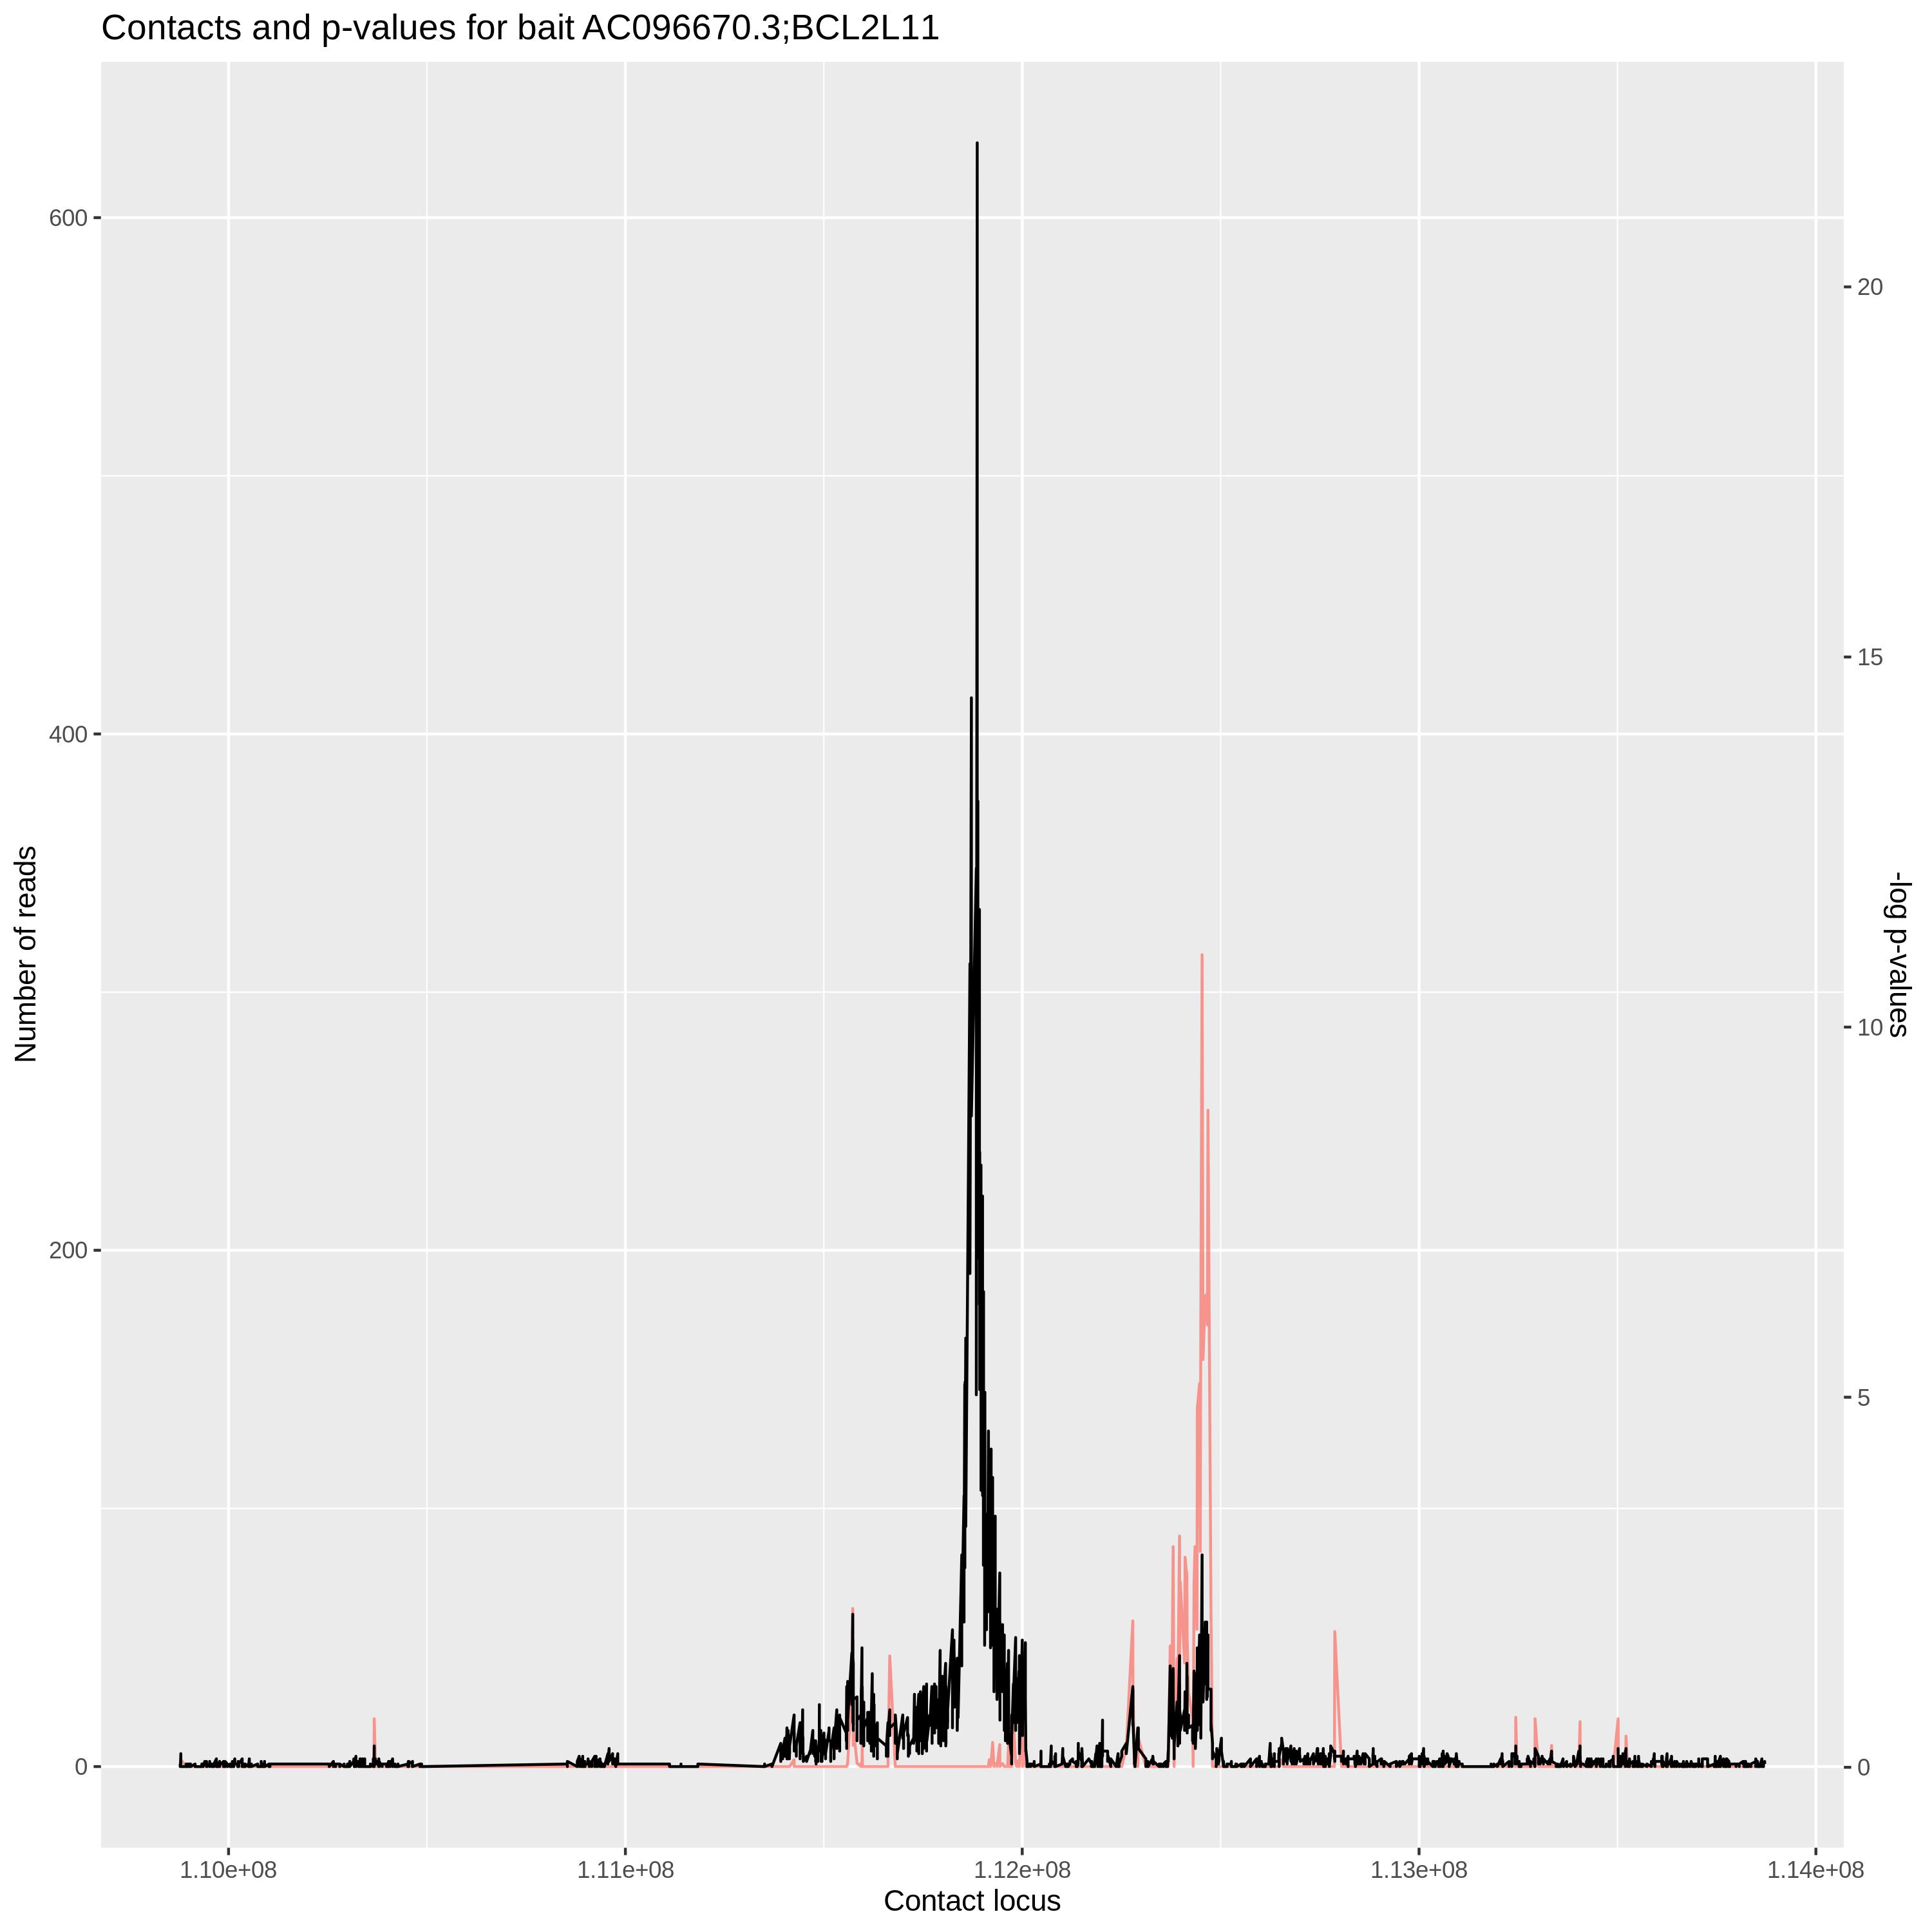 Contacts and p-values for bait AC096670.3;BCL2L11
600
400
200
0
Number of reads
20
15
10
5
0
-log p-values
1.10e+08
1.11e+08
1.12e+08
1.13e+08
1.14e+08
Contact locus